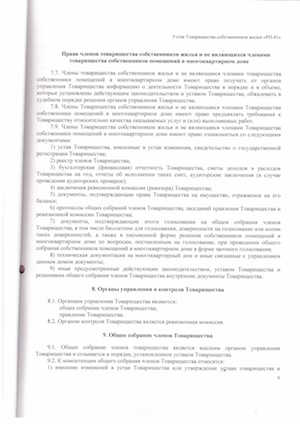 Устав Товарищества собственников жилья
Права членов товарищества собственников жилья и не являющихся членами
товарищества собственников помещений в многоквартирном доме
7.7. Члены товарищества собственников жилья и не являющиеся членами товарищества
собственники помещений в многоквартирном доме имеют право получать от органов
управления Товарищества информацию о деятельности Товарищества в порядке и в объеме,
которые установлены действующим законодательством и уставом Товарищества, обжаловать в
судебном порядке решения органов Товарищества.
7.8. Члены товарищества собственников жилья и не являющиеся членами товарищества
собственники помещений в многоквартирном доме имеют право предъявлять требования к
Товариществу относительно качества оказываемых услуг и (или) выполняемых работ.
7.9. Члены товарищества собственников жилья и не являющиеся членами товарищества
собственники помещений в многоквартирном доме имеют право ознакомиться со следующими
документами:
1) устав Товарищества, внесенные в устав изменения, свидетельство о государственной
регистрации Товарищества;
2) реестр членов Товарищества;
3) бухгалтерская (финансовая) отчетность Товарищества, сметы доходов и расходов
Товарищества на год, отчеты об исполнении таких смет, аудиторские заключения (в случае
проведения аудиторских проверок);
4) заключения ревизионной комиссии (ревизора) Товарищества;
5) документы, подтверждающие права Товарищества на имущество, отражаемое на его
балансе;
6) протоколы общих собраний членов Товарищества, заседаний правления Товарищества и
ревизионной комиссии Товарищества;
7) документы, подтверждающие итоги голосования на общем собрании членов
Товарищества, в том числе бюллетени для голосования, доверенности на голосование или копии
таких доверенностей, а также в письменной форме решения собственников помещений в
многоквартирном доме по вопросам, поставленным на голосование, при проведении общего
собрания собственников помещений в многоквартирном доме в форме заочного голосования;
8) техническая документация на многоквартирный дом и иные связанные с управлением
данным домом документы;
9) иные предусмотренные действующим законодательством, уставом Товарищества и
решениями общего собрания членов Товарищества внутренние документы Товарищества.
8. Органы управления и контроля Товарищества
8.1. Органами управления Товарищества являются:
общее собрание членов Товарищества;
правление Товарищества.
8.2. Органом контроля Товарищества является ревизионная комиссия.
9. Общее собрание членов Товарищества
9.1. Общее собрание членов товарищества является высшим органом управления
Товарищества и созывается в порядке, установленном уставом Товарищества.
9.2. К компетенции общего собрания членов Товарищества относятся:
1) внесение изменений в устав Товарищества или утверждение устава товарищества в